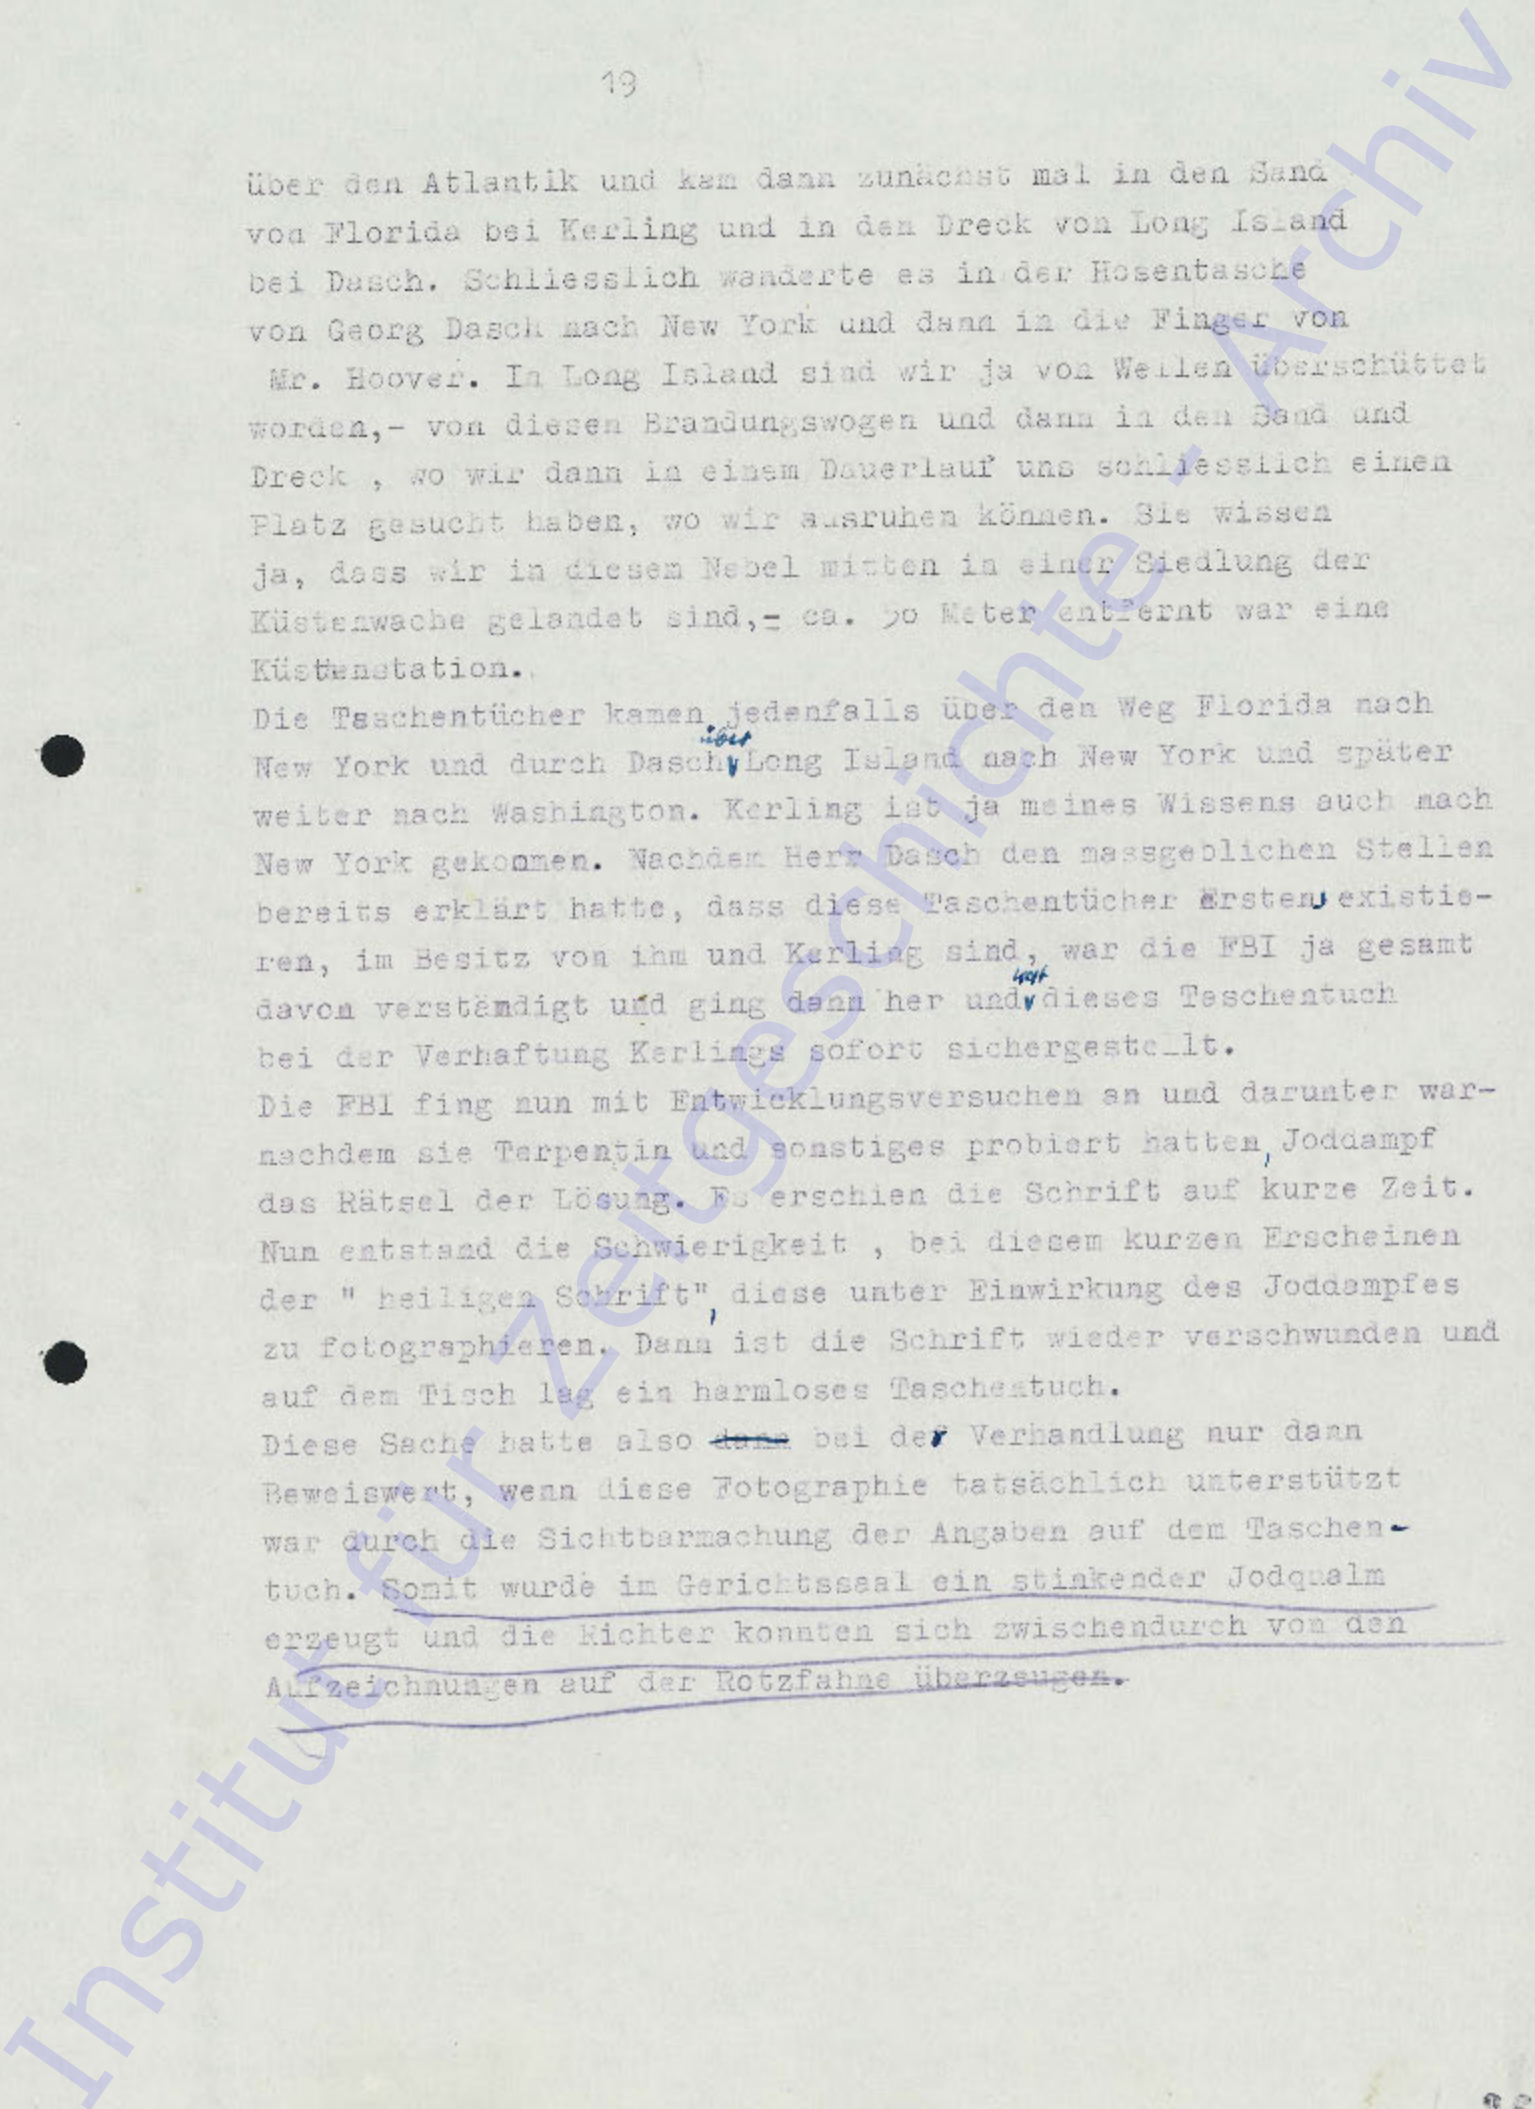 19
über den Atlantik und kam dann zunächst mal in den Sand
von Florida bei Kerling und in den Dreck von Long Island
bei Dasch. Schliesslich wanderte es in der Hosentasche
von Georg Dasch nach New York und dann in die Finger von
Mr. Hoover. In Long Island sind wir ja von Wellen überschüttet
worden,- von diesen Brandungswogen und dann in den Sand und
Dreck , wo wir dann in einem Dauerlauf uns schliesslich einen
Platz gesucht haben, wo wir ausruhen können. Sie wissen
ja, dass wir in diesem Nebel mitten in einer Siedlung der
Küstenwache gelandet sind,- ca. 50 Meter entfernt war eine
Küstenstation.
Die Taschentücher kamen jedenfalls über den Weg Florida nach
über
New York und durch Dasch Long Island nach New York und später
weiter nach Washington. Kerling ist ja meines Wissens auch nach
New York gekommen. Nachdem Herr Dasch den massgeblichen Stellen
bereits erklärt hatte, dass diese Taschentücher Erstens existie-
ren, im Besitz von ihm und Kerling sind, war die FBI ja gesamt
davon verständigt und ging dann her und dieses Taschentuch
bei der Verhaftung Kerlings sofort sichergestellt.
Die FBI fing nun mit Entwicklungsversuchen an und darunter war-
nachdem sie Terpentin und sonstiges probiert hatten, Joddampf
das Rätsel der Lösung. Es erschien die Schrift auf kurze Zeit.
Nun entstand die Schwierigkeit , bei diesem kurzen Erscheinen
der " heiligen Schrift", diese unter Einwirkung des Joddampfes
zu fotographieren. Dann ist die Schrift wieder verschwunden und
auf dem Tisch lag ein harmloses Taschentuch.
Diese Sache hatte also dann bei der Verhandlung nur dann
Beweiswert, wenn diese Fotographie tatsächlich unterstützt
war durch die Sichtbarmachung der Angaben auf dem Taschen-
tuch. Somit wurde im Gerichtssaal ein stinkender Jodqualm
erzeugt und die Richter konnten sich zwischendurch von den
Aufzeichnungen auf der Rotzfahne überzeugen.
Institut für Zeitgeschichte - Archiv